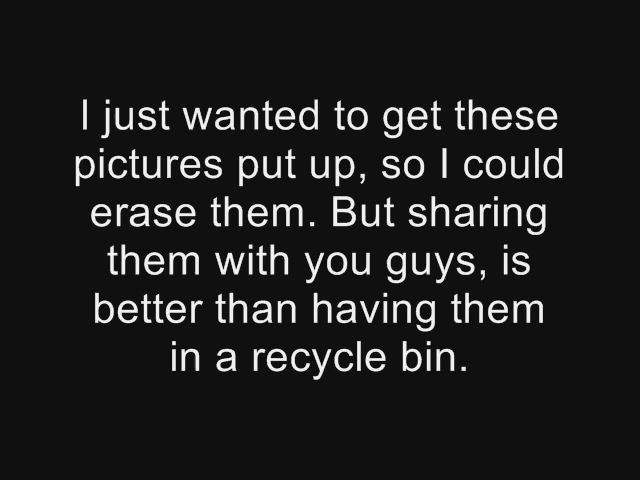 I just wanted to get these
pictures put up, so I could
erase them. But sharing
them with you guys, is
better than having them
in a recycle bin.